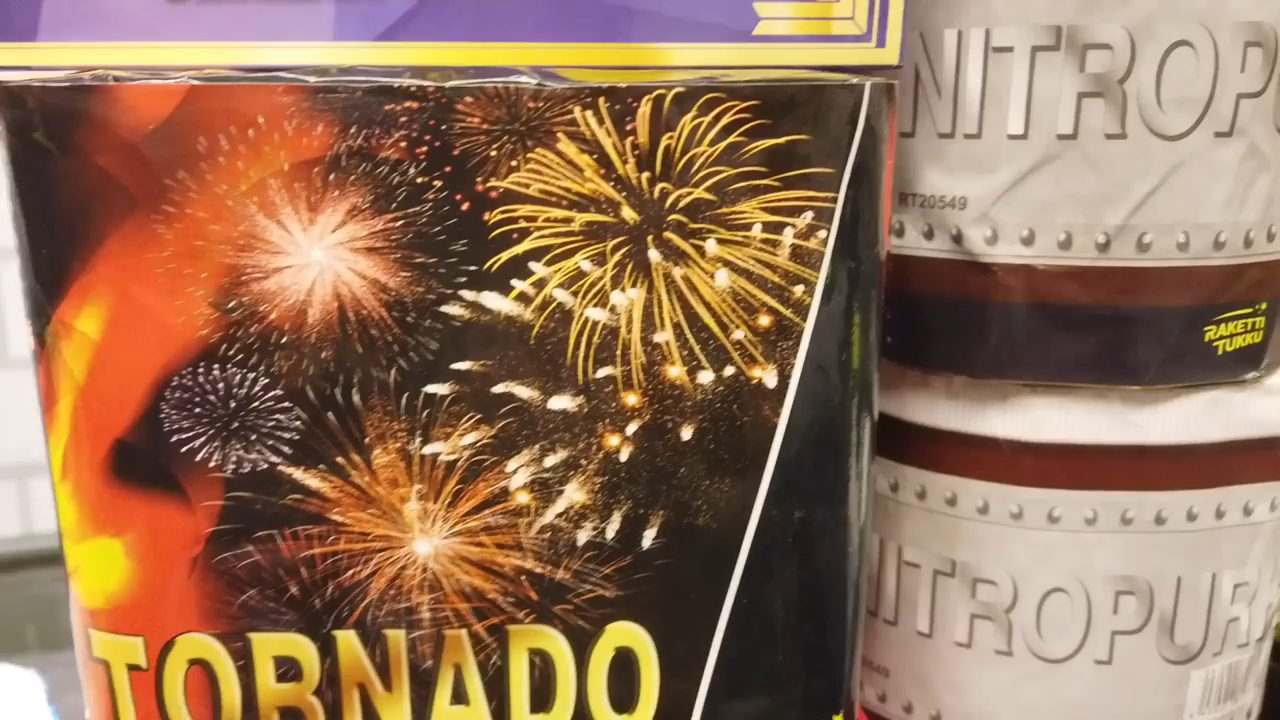 TORNADO
NITROP
RT20549
RAKETTI
TUKKU
NITROPUR